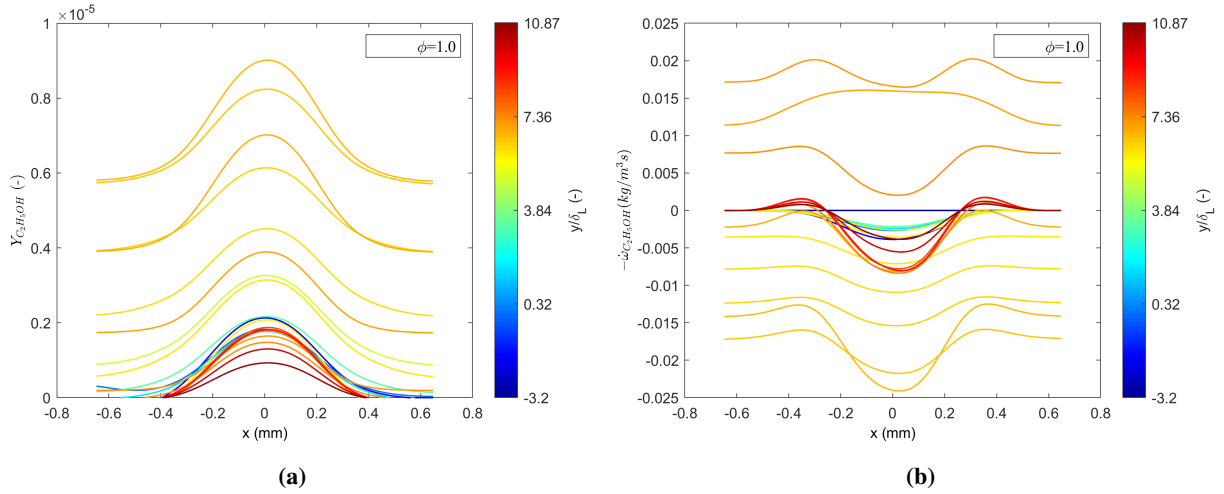 × 10^-5
1
0.8
0.6
0.4
0.2
0
-0.8 -0.6 -0.4 -0.2 0 0.2 0.4 0.6 0.8
x (mm)
Y_{C_2H_5OH} (-)
ϕ=1.0
10.87
7.36
3.84
0.32
-3.2
y/δ_L (-)
(a)
0.025
0.02
0.015
0.01
0.005
0
-0.005
-0.01
-0.015
-0.02
-0.025
-0.8 -0.6 -0.4 -0.2 0 0.2 0.4 0.6 0.8
x (mm)
-ω̇_{C_2H_5OH}(kg/m^3 s)
ϕ=1.0
10.87
7.36
3.84
0.32
-3.2
y/δ_L (-)
(b)